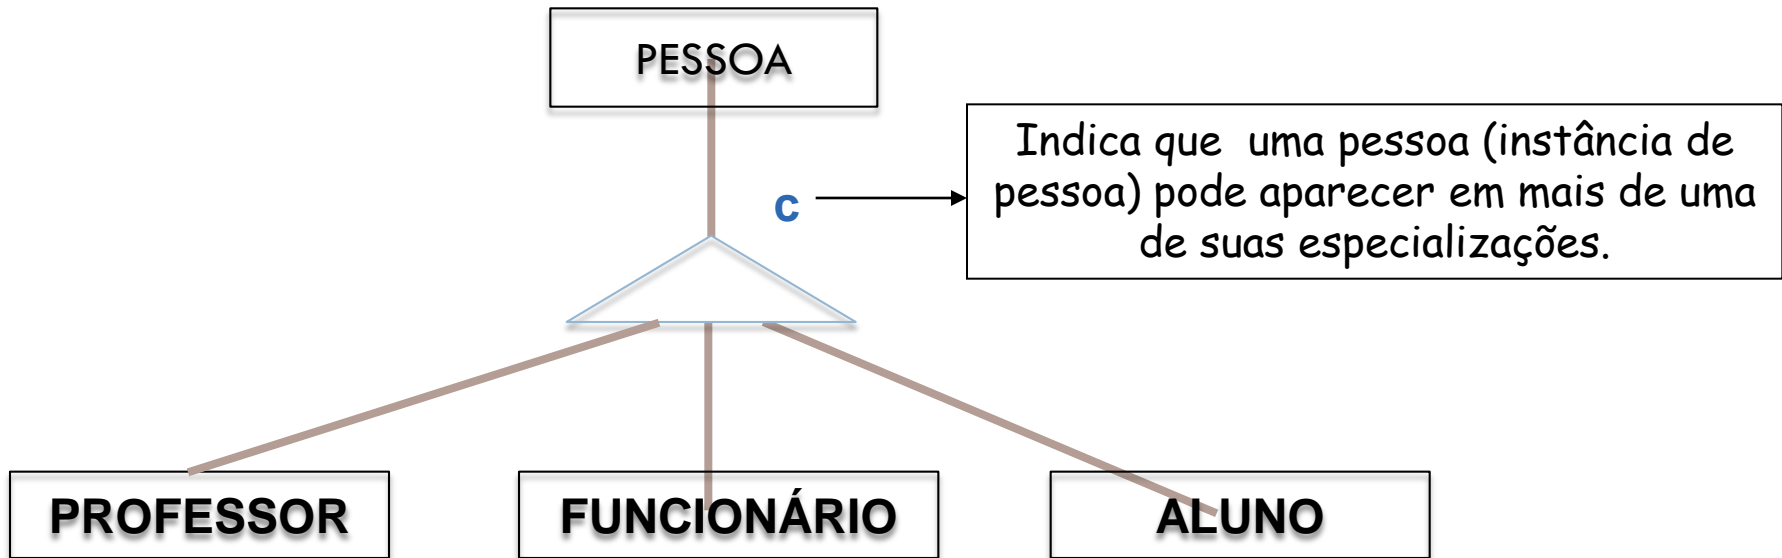 PESSOA
Indica que uma pessoa (instância de
pessoa) pode aparecer em mais de uma
de suas especializações.
c
PROFESSOR
FUNCIONÁRIO
ALUNO